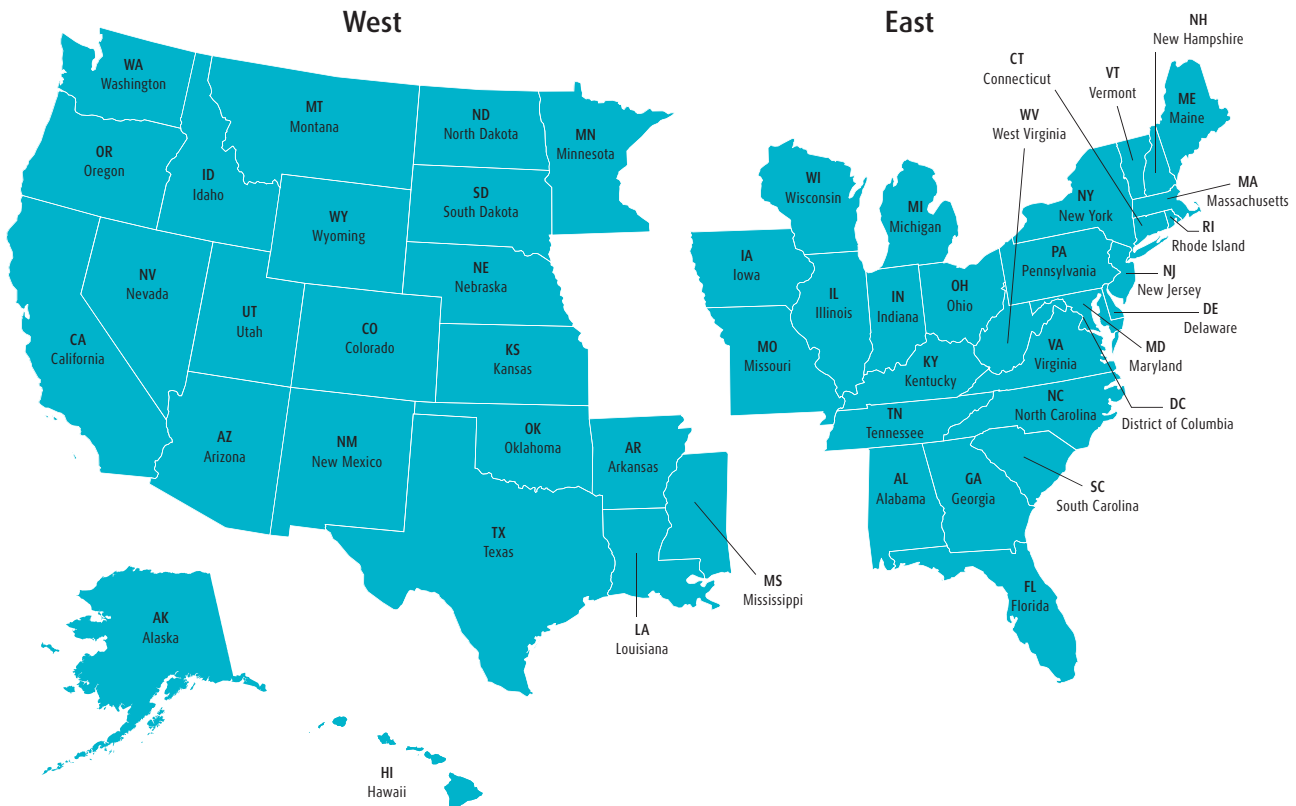 West
East
WA
Washington
OR
Oregon
ID
Idaho
MT
Montana
ND
North Dakota
MN
Minnesota
SD
South Dakota
WY
Wyoming
NE
Nebraska
NV
Nevada
UT
Utah
CO
Colorado
CA
California
KS
Kansas
AZ
Arizona
NM
New Mexico
OK
Oklahoma
AR
Arkansas
TX
Texas
MS
Mississippi
LA
Louisiana
AK
Alaska
HI
Hawaii
NH
New Hampshire
CT
Connecticut
VT
Vermont
WV
West Virginia
ME
Maine
WI
Wisconsin
MI
Michigan
NY
New York
MA
Massachusetts
RI
Rhode Island
IA
Iowa
PA
Pennsylvania
NJ
New Jersey
IL
Illinois
IN
Indiana
OH
Ohio
DE
Delaware
MO
Missouri
KY
Kentucky
VA
Virginia
MD
Maryland
NC
North Carolina
DC
District of Columbia
TN
Tennessee
AL
Alabama
GA
Georgia
SC
South Carolina
FL
Florida